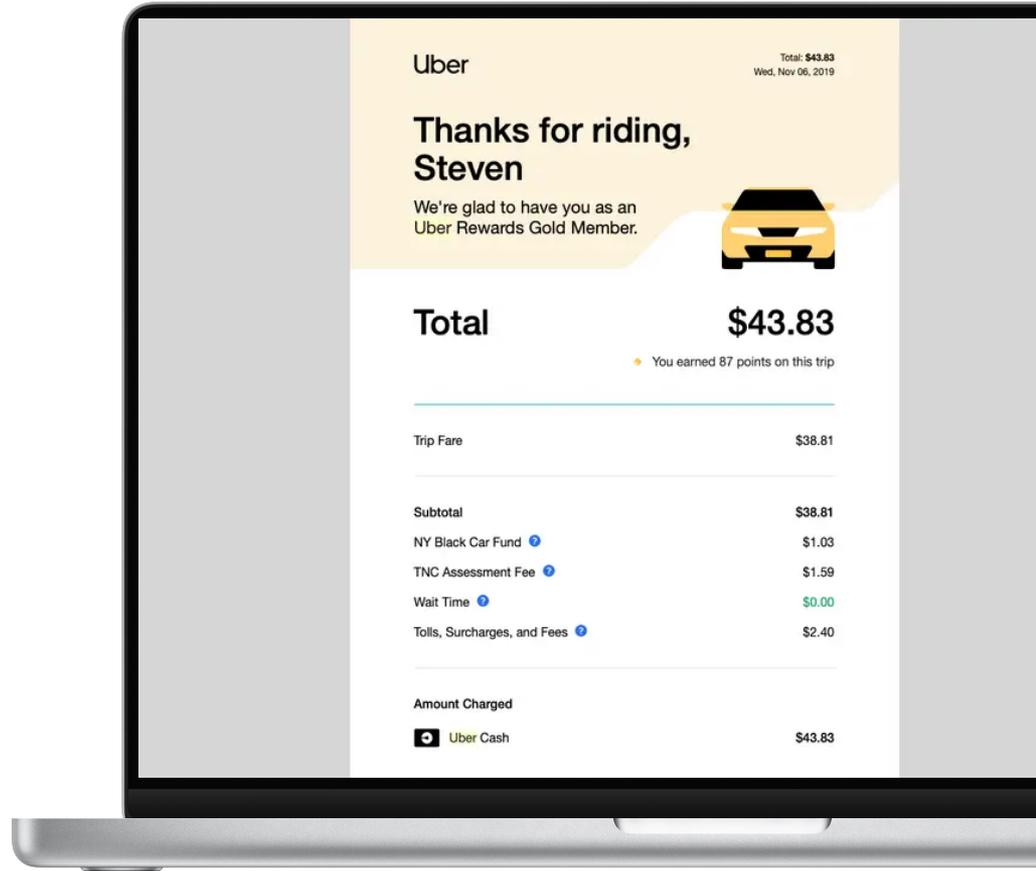 Uber
Total: $43.83
Wed, Nov 06, 2019
Thanks for riding,
Steven
We're glad to have you as an
Uber Rewards Gold Member.
Total $43.83
You earned 87 points on this trip
Trip Fare $38.81
Subtotal $38.81
NY Black Car Fund ? $1.03
TNC Assessment Fee ? $1.59
Wait Time ? $0.00
Tolls, Surcharges, and Fees ? $2.40
Amount Charged
Uber Cash $43.83